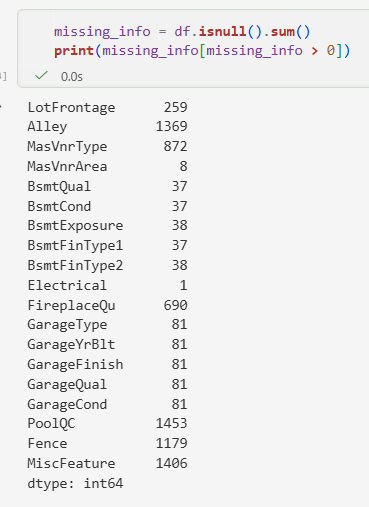 missing_info = df.isnull().sum()
print(missing_info[missing_info > 0])
] ✓ 0.0s
LotFrontage 259
Alley 1369
MasVnrType 872
MasVnrArea 8
BsmtQual 37
BsmtCond 37
BsmtExposure 38
BsmtFinType1 37
BsmtFinType2 38
Electrical 1
FireplaceQu 690
GarageType 81
GarageYrBlt 81
GarageFinish 81
GarageQual 81
GarageCond 81
PoolQC 1453
Fence 1179
MiscFeature 1406
dtype: int64